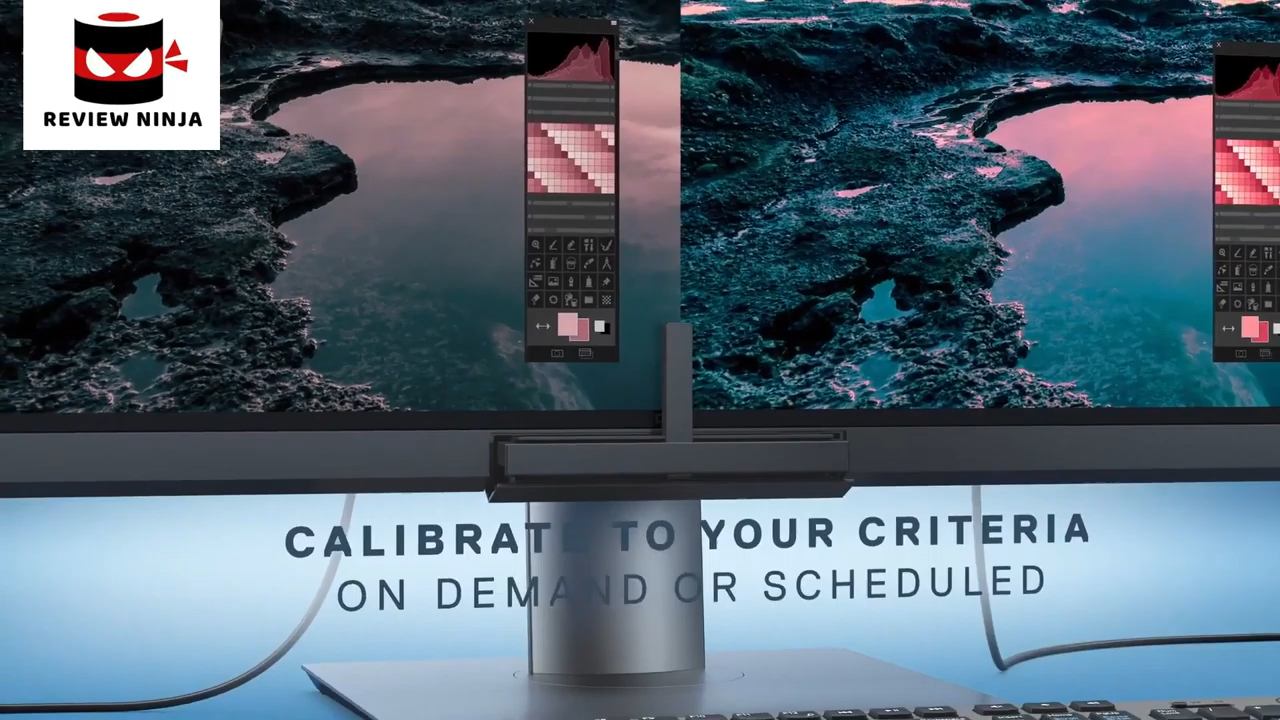 REVIEW NINJA
CALIBRATE TO YOUR CRITERIA
ON DEMAND OR SCHEDULED